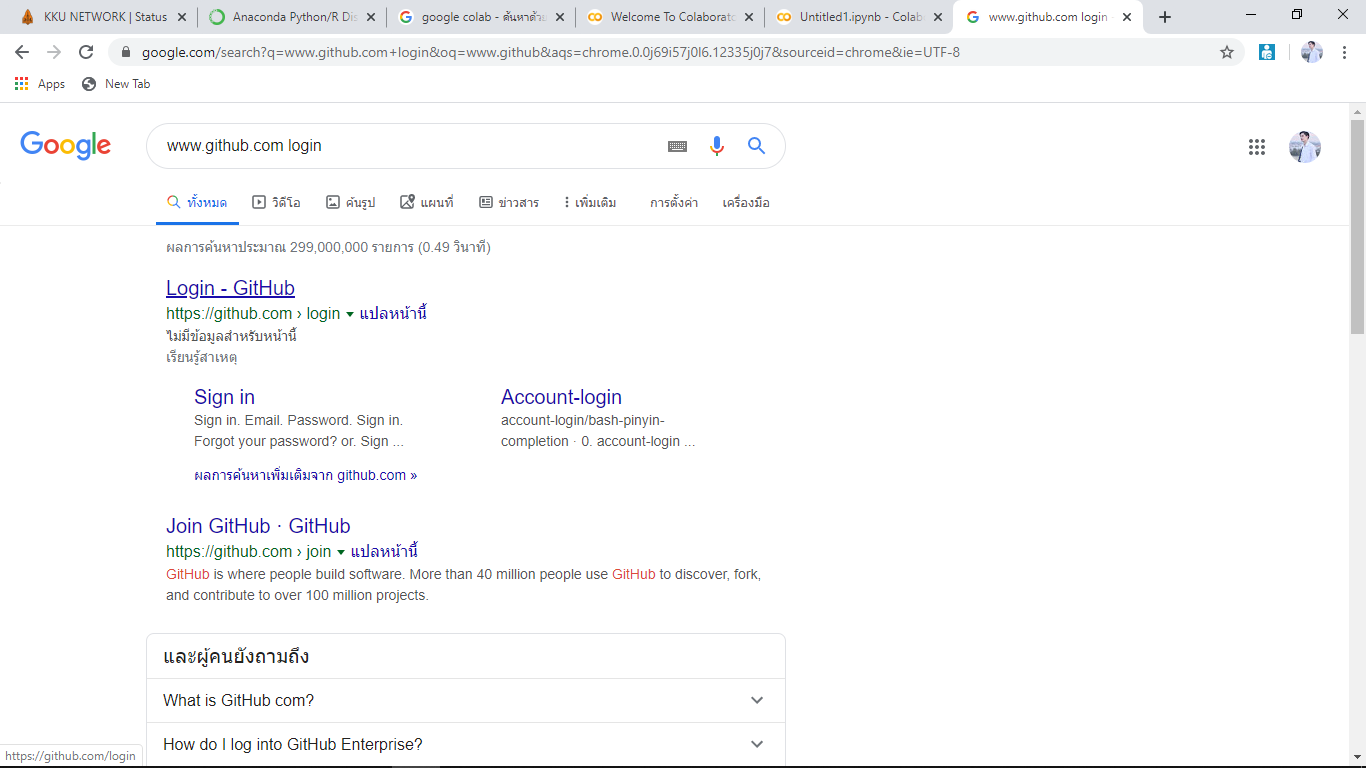 KKU NETWORK | Status
Anaconda Python/R Dis
google colab - ค้นหาด้วย
Welcome To Colaborato
Untitled1.ipynb - Colab
www.github.com login -
google.com/search?q=www.github.com+login&oq=www.github&aqs=chrome.0.0j69i57j0l6.12335j0j7&sourceid=chrome&ie=UTF-8
Apps
New Tab
Google
www.github.com login
ทั้งหมด
วิดีโอ
ค้นรูป
แผนที่
ข่าวสาร
เพิ่มเติม
การตั้งค่า
เครื่องมือ
ผลการค้นหาประมาณ 299,000,000 รายการ (0.49 วินาที)
Login - GitHub
https://github.com › login แปลหน้านี้
ไม่มีข้อมูลสำหรับหน้านี้
เรียนรู้สาเหตุ
Sign in
Sign in. Email. Password. Sign in.
Forgot your password? or. Sign ...
Account-login
account-login/bash-pinyin-
completion · 0. account-login ...
ผลการค้นหาเพิ่มเติมจาก github.com »
Join GitHub · GitHub
https://github.com › join แปลหน้านี้
GitHub is where people build software. More than 40 million people use GitHub to discover, fork,
and contribute to over 100 million projects.
และผู้คนยังถามถึง
What is GitHub com?
How do I log into GitHub Enterprise?
https://github.com/login